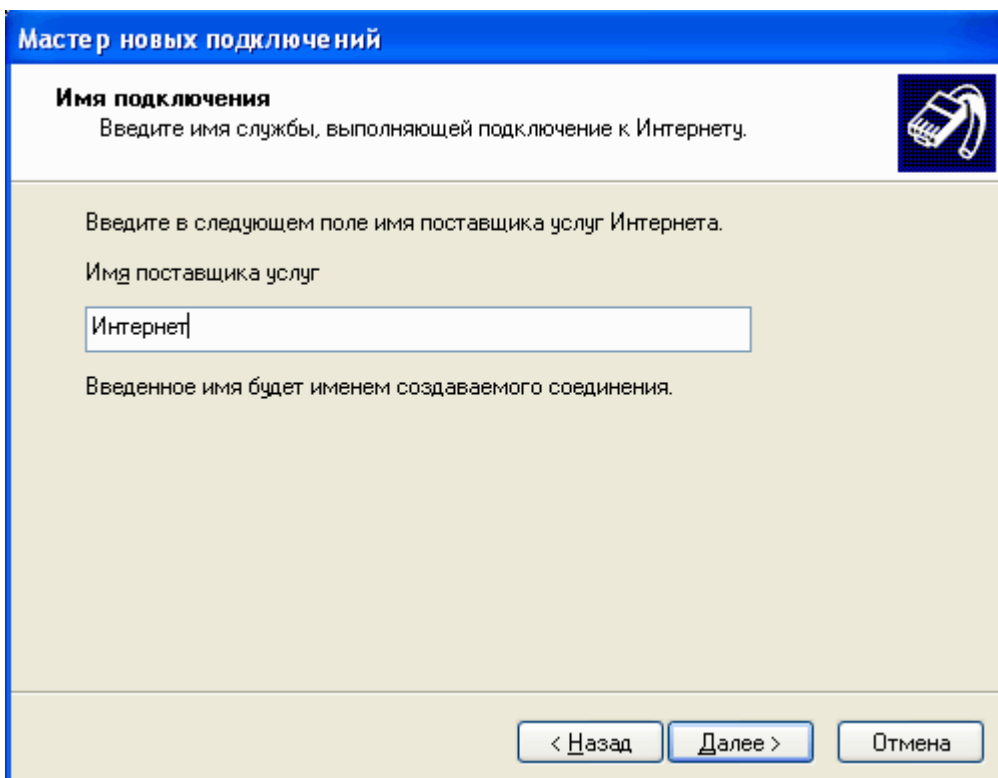 Мастер новых подключений
Имя подключения
Введите имя службы, выполняющей подключение к Интернету.
Введите в следующем поле имя поставщика услуг Интернета.
Имя поставщика услуг
Интернет
Введенное имя будет именем создаваемого соединения.
< Назад Далее > Отмена